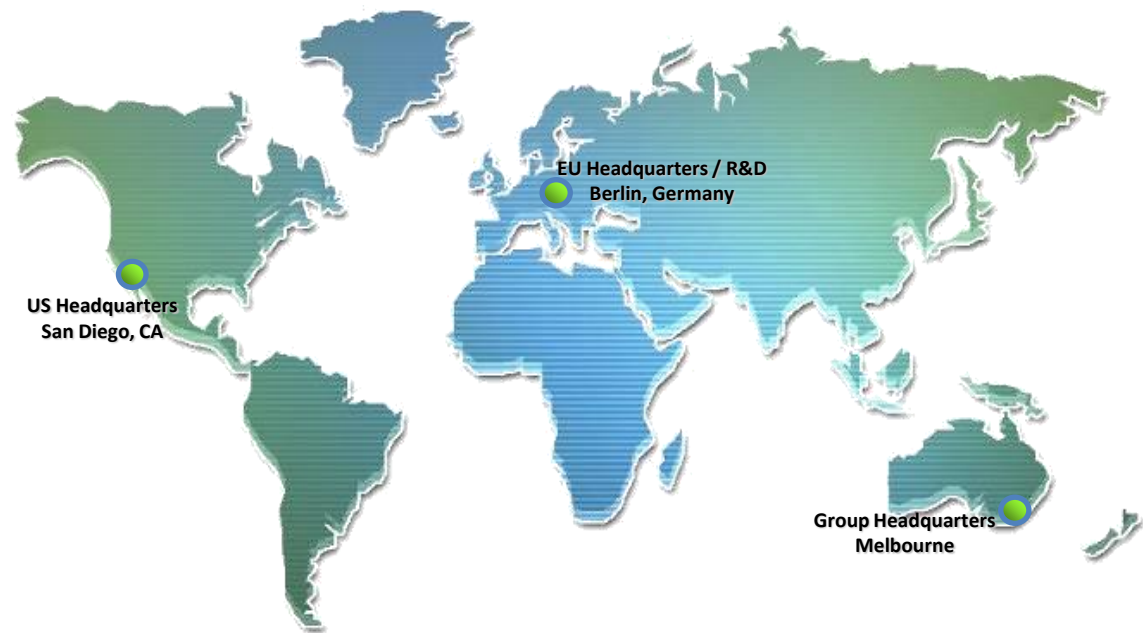 EU Headquarters / R&D
Berlin, Germany
US Headquarters
San Diego, CA
Group Headquarters
Melbourne